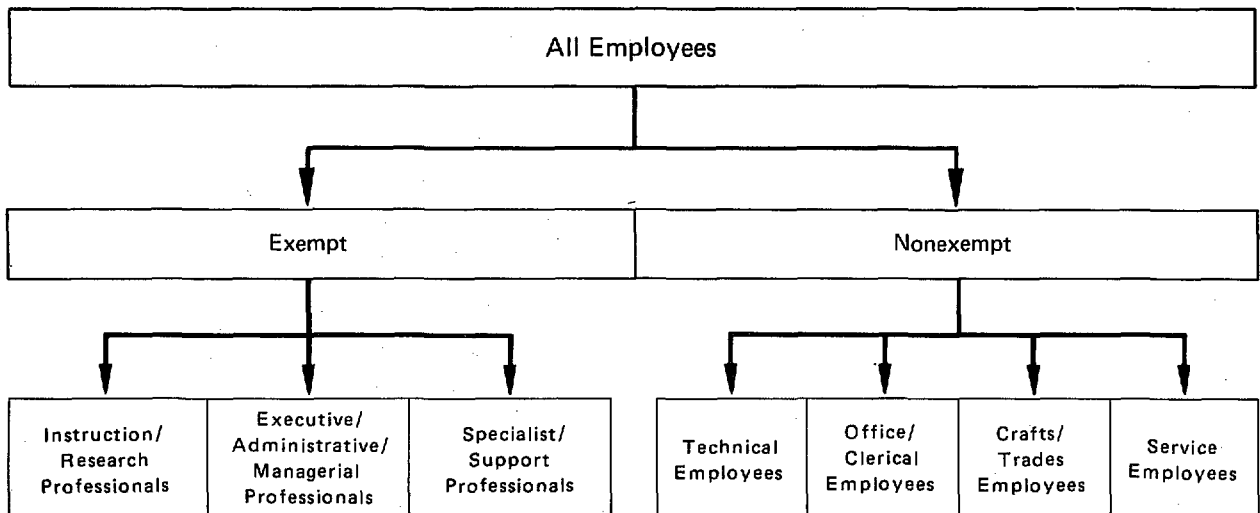 All Employees
Exempt
Nonexempt
Instruction/
Research
Professionals
Executive/
Administrative/
Managerial
Professionals
Specialist/
Support
Professionals
Technical
Employees
Office/
Clerical
Employees
Crafts/
Trades
Employees
Service
Employees